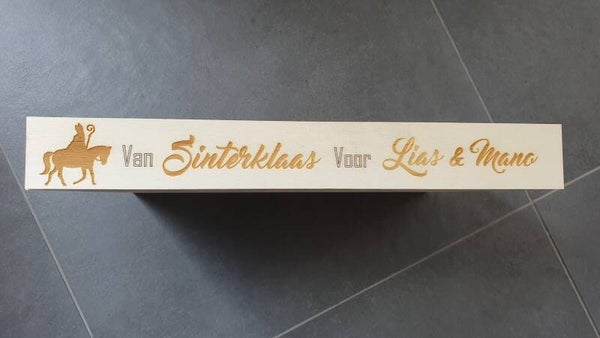 Van Sinterklaas Voor Lias & Mano